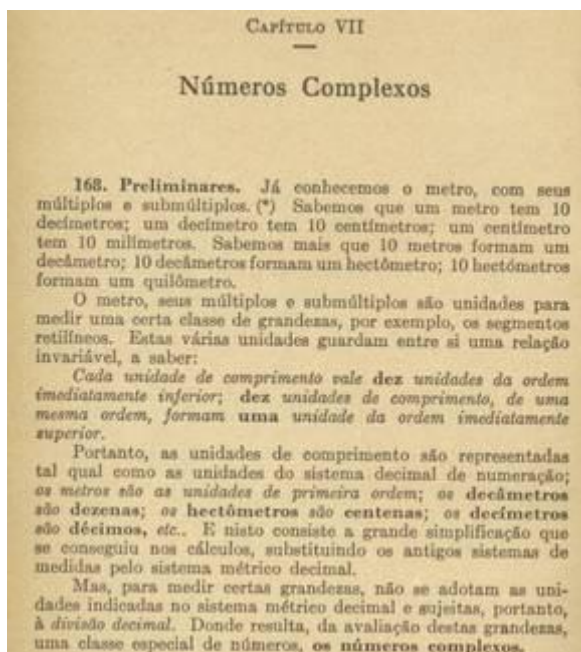 CAPÍTULO VII
Números Complexos
168. Preliminares. Já conhecemos o metro, com seus
múltiplos e submúltiplos. (*) Sabemos que um metro tem 10
decímetros; um decímetro tem 10 centímetros; um centímetro
tem 10 milímetros. Sabemos mais que 10 metros formam um
decâmetro; 10 decâmetros formam um hectômetro; 10 hectômetros
formam um quilômetro.
O metro, seus múltiplos e submúltiplos são unidades para
medir uma certa classe de grandezas, por exemplo, os segmentos
retilíneos. Estas várias unidades guardam entre si uma relação
invariável, a saber:
Cada unidade de comprimento vale dez unidades da ordem
imediatamente inferior; dez unidades de comprimento, de uma
mesma ordem, formam uma unidade da ordem imediatamente
superior.
Portanto, as unidades de comprimento são representadas
tal qual como as unidades do sistema decimal de numeração;
os metros são as unidades de primeira ordem; os decâmetros
são dezenas; os hectômetros são centenas; os decímetros
são décimos, etc.. E nisto consiste a grande simplificação que
se conseguiu nos cálculos, substituindo os antigos sistemas de
medidas pelo sistema métrico decimal.
Mas, para medir certas grandezas, não se adotam as uni-
dades indicadas no sistema métrico decimal e sujeitas, portanto,
à divisão decimal. Donde resulta, da avaliação destas grandezas,
uma classe especial de números, os números complexos.